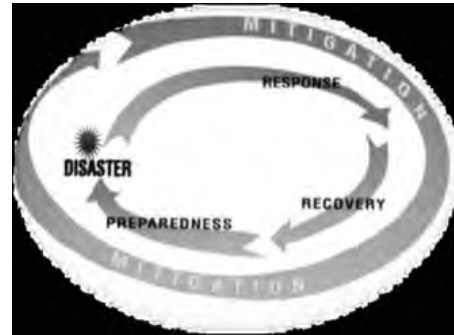 MITIGATION
RESPONSE
DISASTER
RECOVERY
PREPAREDNESS
MITIGATION